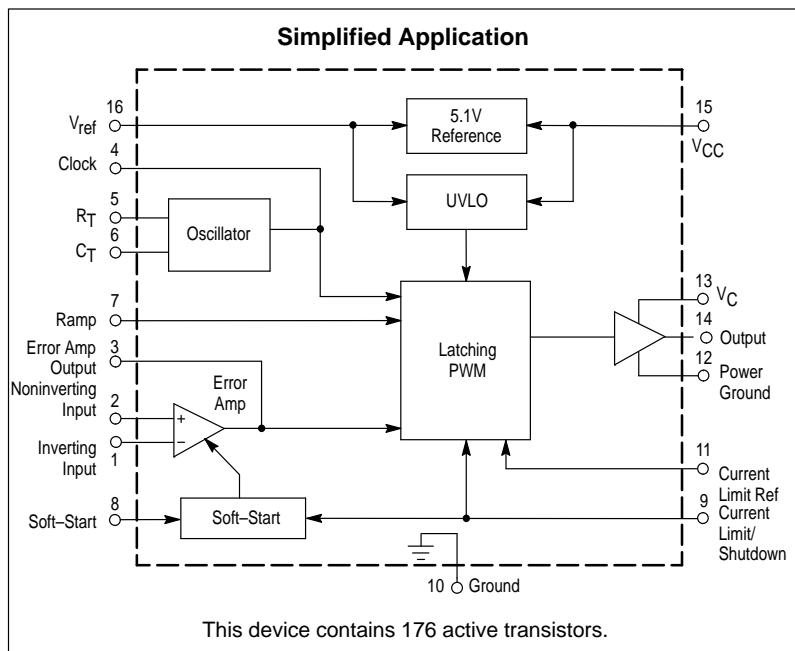 Simplified Application
16
Vref
4
Clock
5
RT
6
CT
Oscillator
7
Ramp
3
Error Amp
Output
Noninverting
Input
2
Inverting
Input
1
8
Soft–Start
5.1V
Reference
UVLO
Latching
PWM
Error
Amp
+
–
Soft–Start
15
VCC
13
VC
14
Output
12
Power
Ground
11
Current
Limit Ref
9
Current
Limit/
Shutdown
10
Ground
This device contains 176 active transistors.